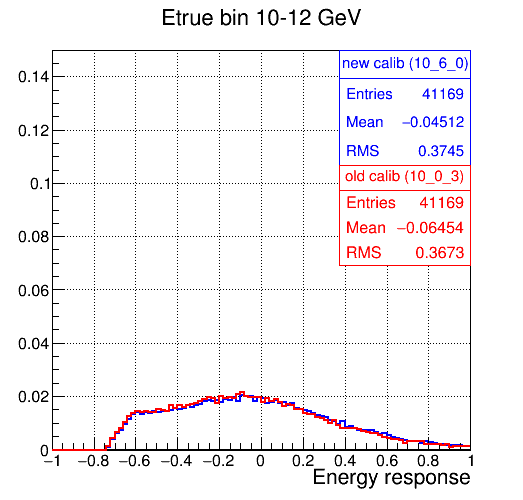 Etrue bin 10-12 GeV
new calib (10_6_0)
Entries 41169
Mean −0.04512
RMS 0.3745
old calib (10_0_3)
Entries 41169
Mean −0.06454
RMS 0.3673
0.14
0.12
0.1
0.08
0.06
0.04
0.02
0
−1 −0.8 −0.6 −0.4 −0.2 0 0.2 0.4 0.6 0.8 1
Energy response